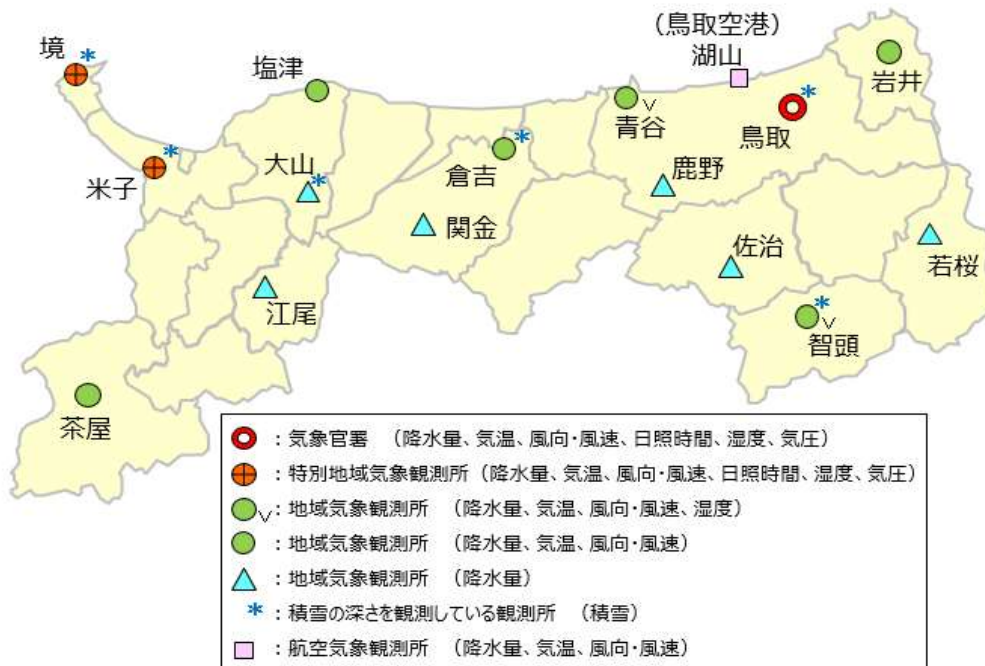 （鳥取空港）
湖山
境
塩津
岩井
青谷
鳥取
米子
大山
倉吉
鹿野
関金
佐治
若桜
江尾
智頭
茶屋
：気象官署　（降水量、気温、風向・風速、日照時間、湿度、気圧）
：特別地域気象観測所（降水量、気温、風向・風速、日照時間、湿度、気圧）
：地域気象観測所　（降水量、気温、風向・風速、湿度）
：地域気象観測所　（降水量、気温、風向・風速）
：地域気象観測所　（降水量）
：積雪の深さを観測している観測所　（積雪）
：航空気象観測所　（降水量、気温、風向・風速）